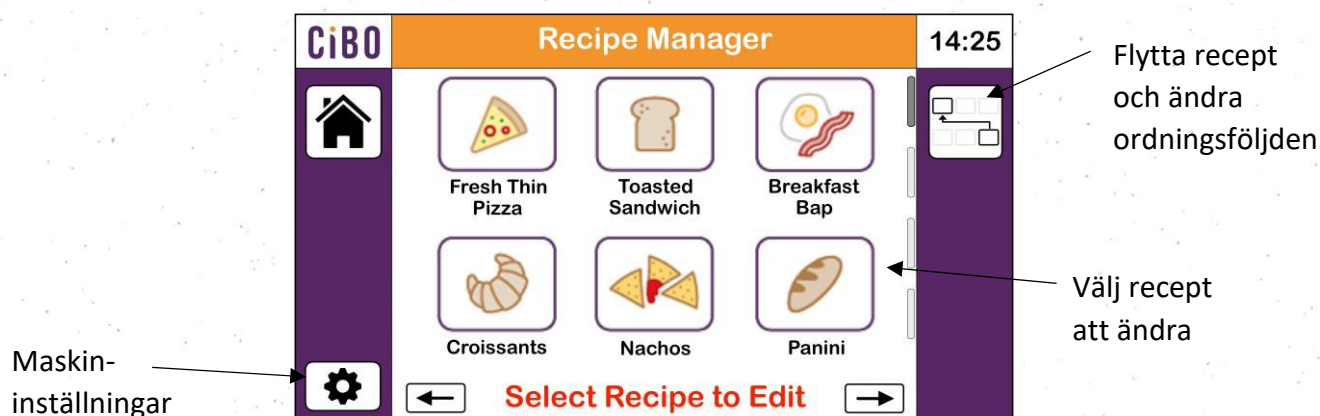 CiBO
Recipe Manager
14:25
Flytta recept
och ändra
ordningsföljden
Fresh Thin
Pizza
Toasted
Sandwich
Breakfast
Bap
Välj recept
att ändra
Croissants
Nachos
Panini
Maskin-
inställningar
Select Recipe to Edit